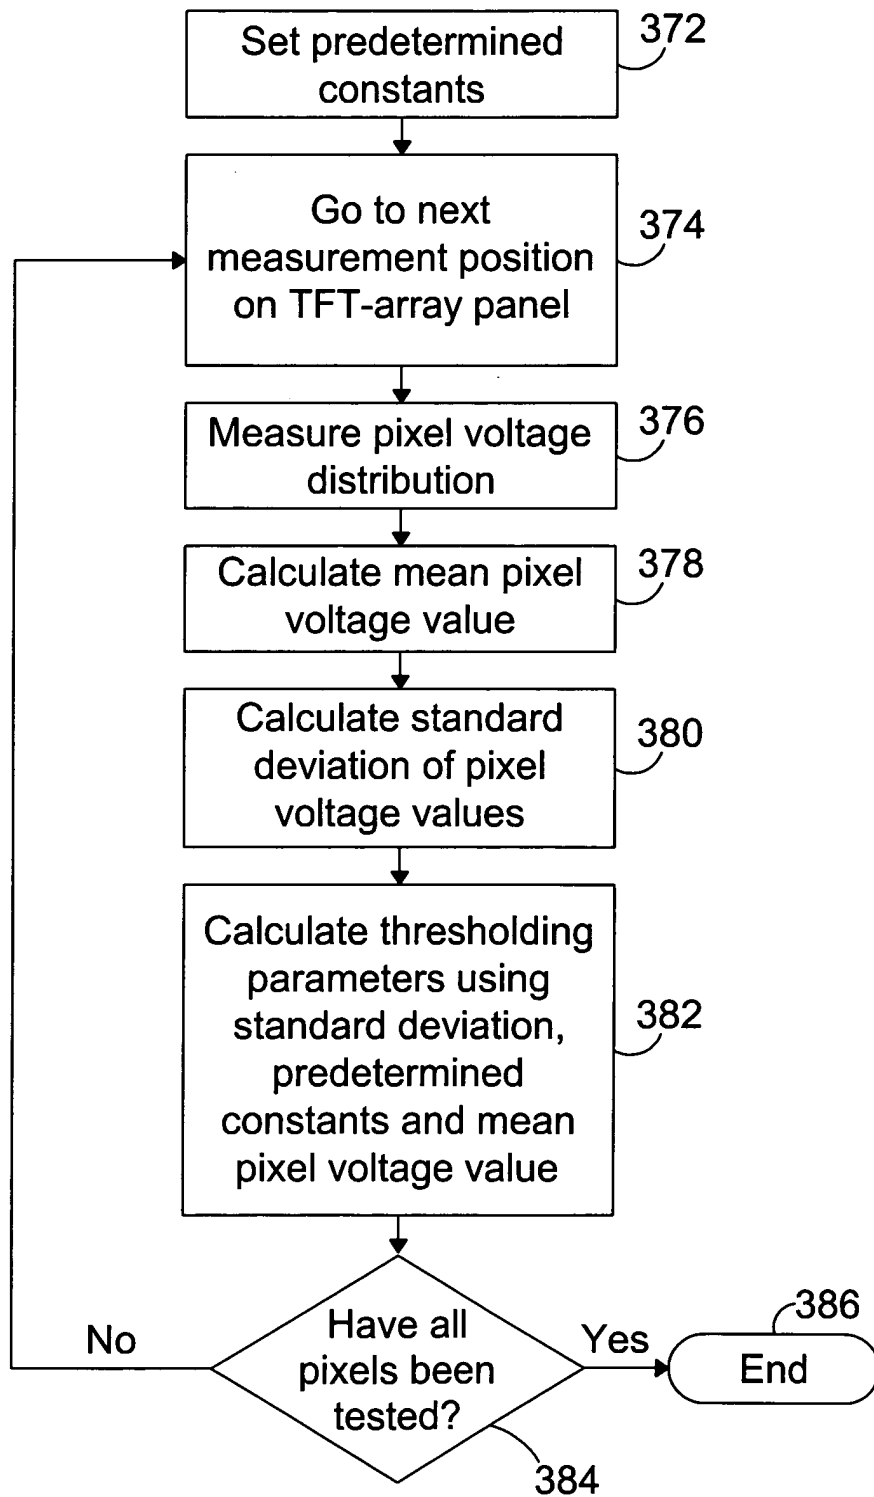 Set predetermined
constants
372
Go to next
measurement position
on TFT-array panel
374
Measure pixel voltage
distribution
376
Calculate mean pixel
voltage value
378
Calculate standard
deviation of pixel
voltage values
380
Calculate thresholding
parameters using
standard deviation,
predetermined
constants and mean
pixel voltage value
382
Have all
pixels been
tested?
384
No
Yes
End
386